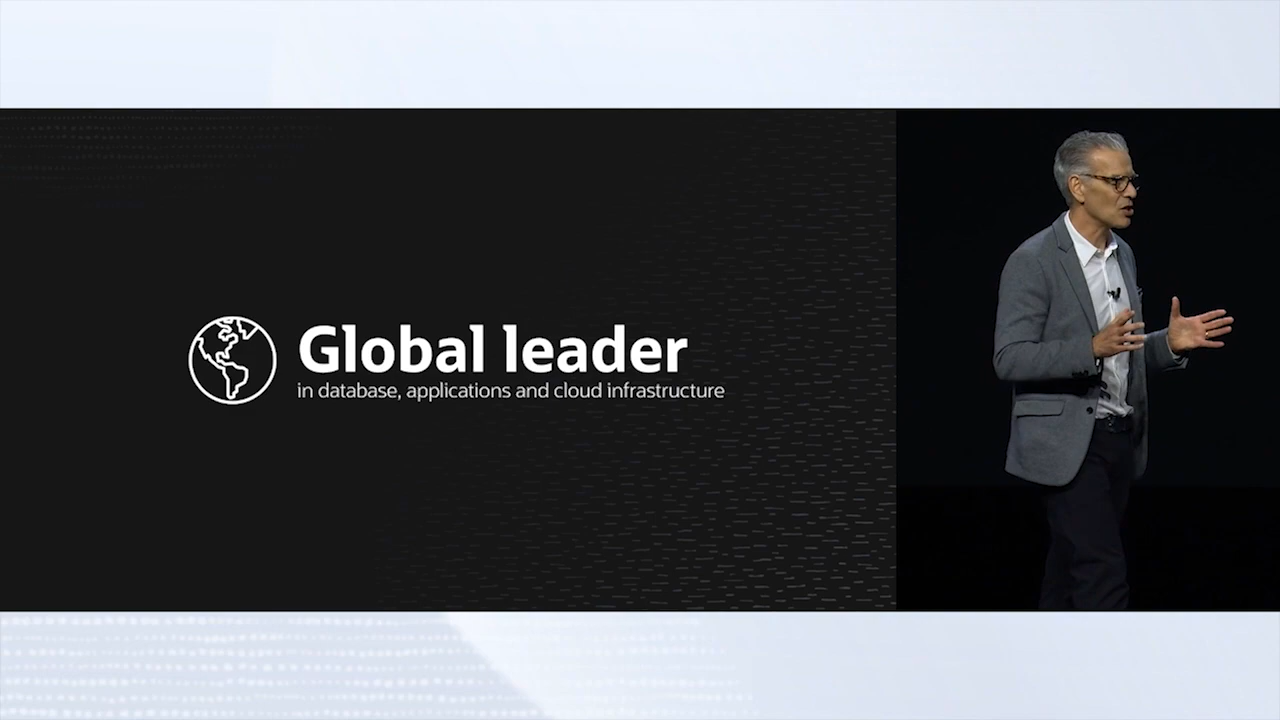 Global leader
in database, applications and cloud infrastructure